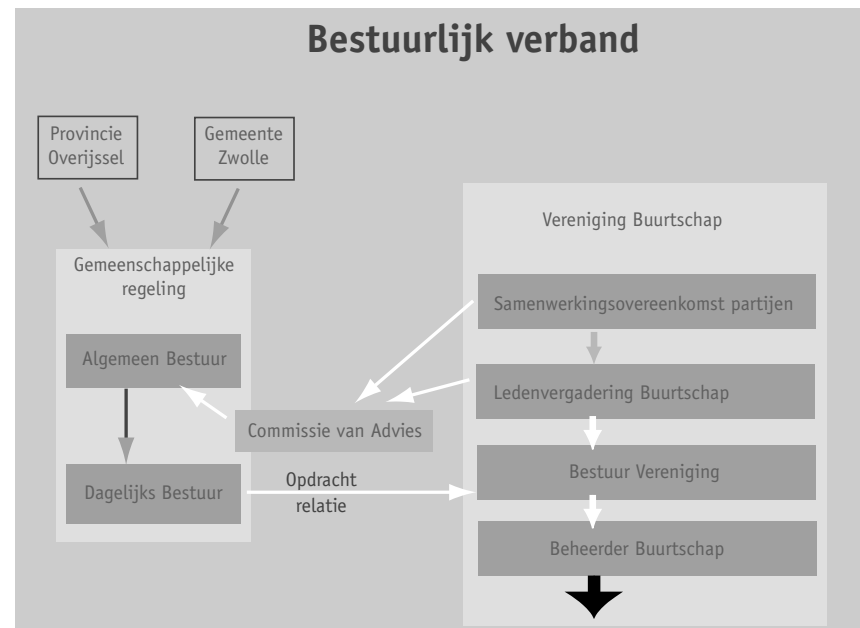 Bestuurlijk verband
Provincie
Overijssel
Gemeente
Zwolle
Gemeenschappelijke
regeling
Algemeen Bestuur
Dagelijks Bestuur
Commissie van Advies
Opdracht
relatie
Vereniging Buurtschap
Samenwerkingsovereenkomst partijen
Ledenvergadering Buurtschap
Bestuur Vereniging
Beheerder Buurtschap